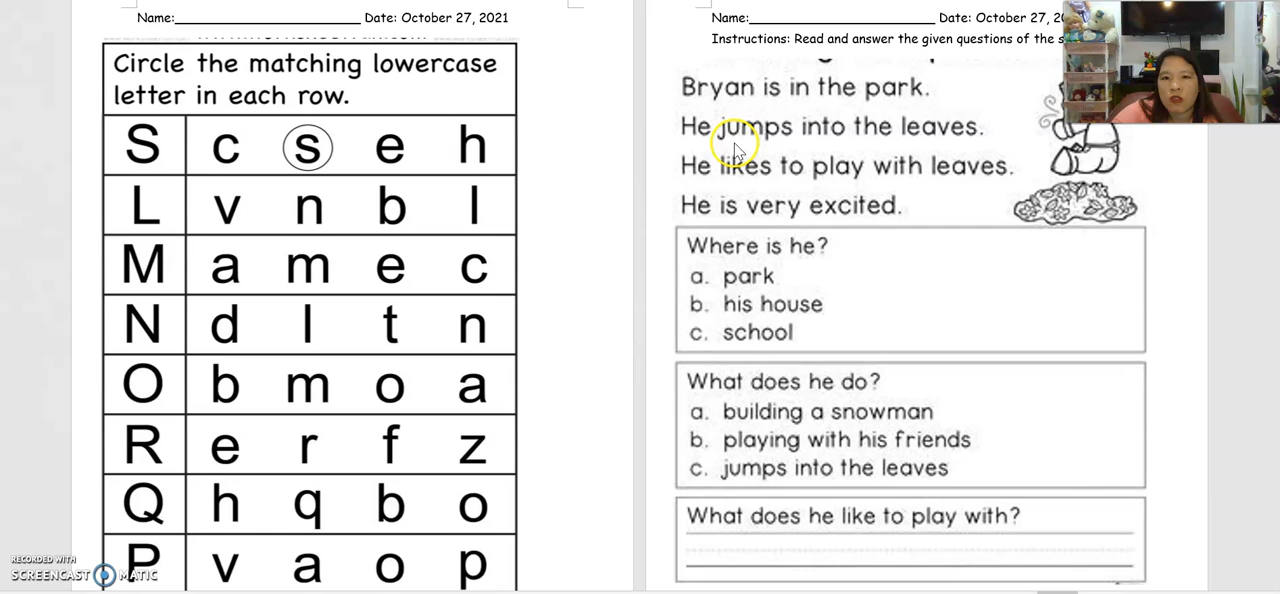 Name:______________________ Date: October 27, 2021
Circle the matching lowercase
letter in each row.
S c s e h
L v n b l
M a m e c
N d l t n
O b m o a
R e r f z
Q h q b o
P v a o p
RECORDED WITH
SCREENCAST MATIC
Name:______________________ Date: October 27,
Instructions: Read and answer the given questions of the
Bryan is in the park.
He jumps into the leaves.
He likes to play with leaves.
He is very excited.
Where is he?
a. park
b. his house
c. school
What does he do?
a. building a snowman
b. playing with his friends
c. jumps into the leaves
What does he like to play with?